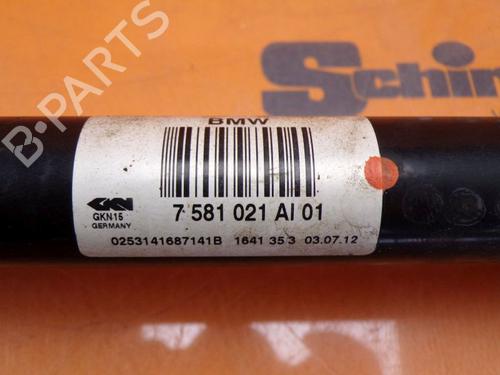 B-PARTS
Schin
BMW
7 581 021 AI 01
GKN
GKN15
GERMANY
0253141687141B 1641 35 3 03.07.12